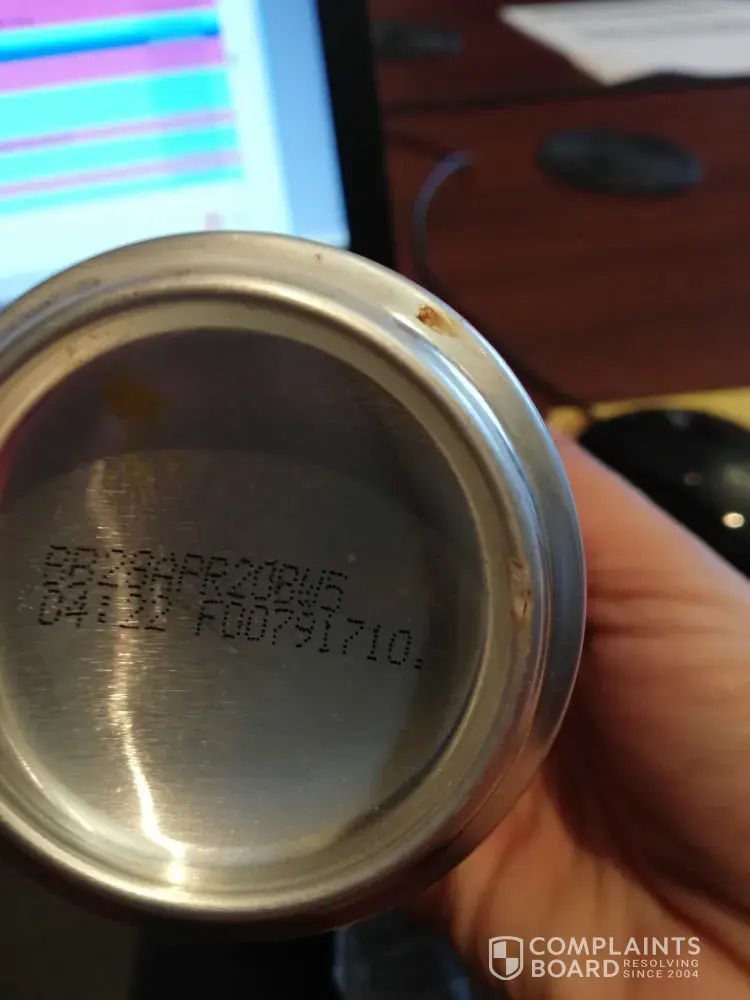 BB28APR20BW5
04:22 F00791710.
COMPLAINTS
BOARD RESOLVING
SINCE 2004